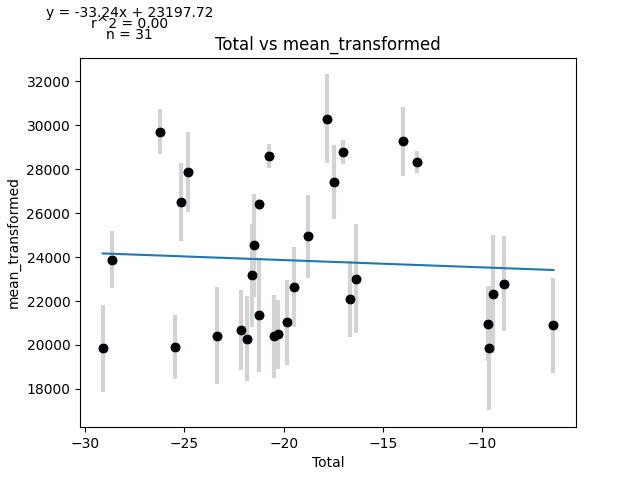 y = -33.24x + 23197.72
r^2 = 0.00
n = 31
Total vs mean_transformed
32000
30000
28000
26000
24000
22000
20000
18000
mean_transformed
−30
−25
−20
−15
−10
Total